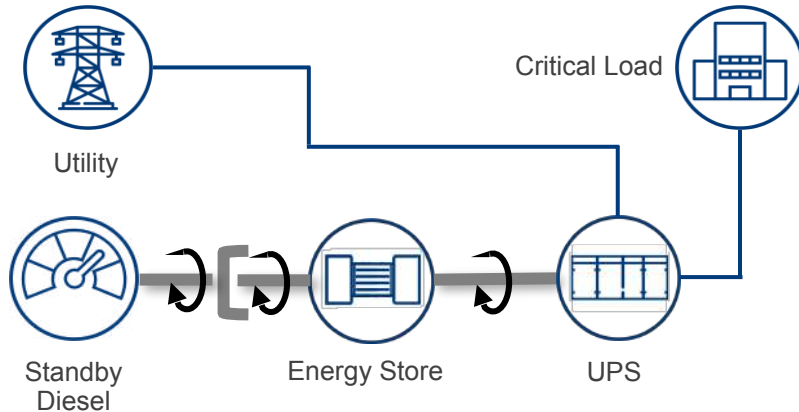 Critical Load
Utility
Standby
Diesel
Energy Store
UPS